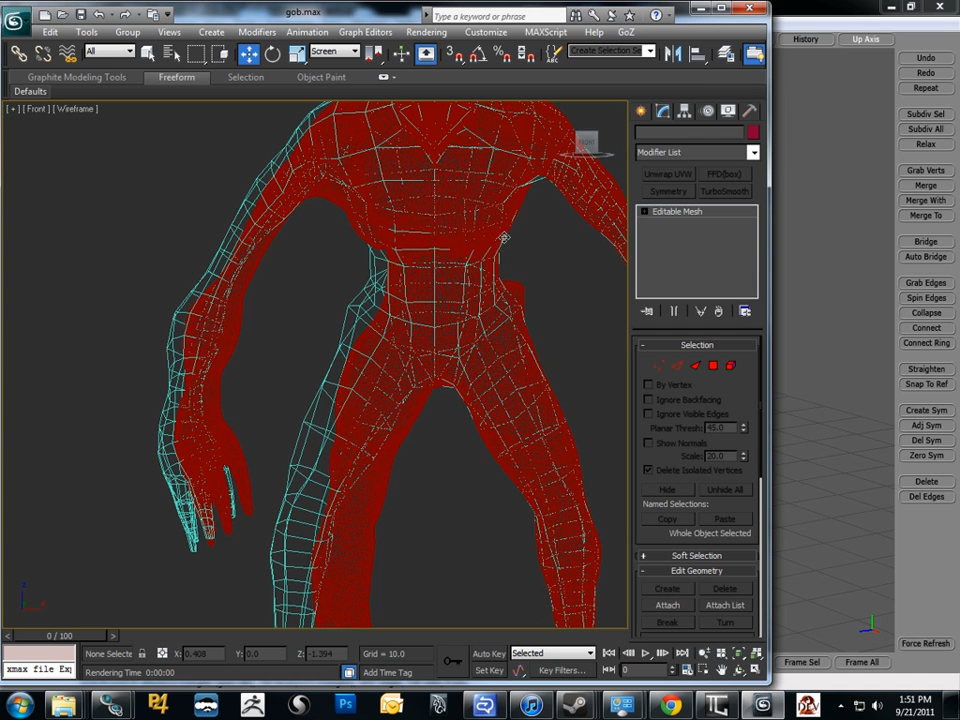 gob.max
Type a keyword or phrase
Edit Tools Group Views Create Modifiers Animation Graph Editors Rendering Customize MAXScript Help GoZ
All
Screen
3
Create Selection Se
Graphite Modeling Tools Freeform Selection Object Paint
Defaults
[ + ] [ Front ] [ Wireframe ]
FRONT
Modifier List
Unwrap UVW FFD(box)
Symmetry TurboSmooth
Editable Mesh
Selection
By Vertex
Ignore Backfacing
Ignore Visible Edges
Planar Thresh: 45.0
Show Normals
Scale: 20.0
Delete Isolated Vertices
Hide Unhide All
Named Selections:
Copy Paste
Whole Object Selected
Soft Selection
Edit Geometry
Create Delete
Attach Attach List
Break Turn
History Up Axis
Undo
Redo
Repeat
Subdiv Sel
Subdiv All
Relax
Grab Verts
Merge
Merge With
Merge To
Bridge
Auto Bridge
Grab Edges
Spin Edges
Collapse
Connect
Connect Ring
Straighten
Snap To Ref
Create Sym
Adj Sym
Del Sym
Zero Sym
Delete
Del Edges
Force Refresh
Frame Sel Frame All
z
x
0 / 100
None Selecte X: 0.408 Y: 0.0 Z: -1.394 Grid = 10.0 Auto Key Selected
xmax file Exp Rendering Time 0:00:00 Add Time Tag Set Key Key Filters... 0
P4
Ps
TC
1:51 PM
9/21/2011